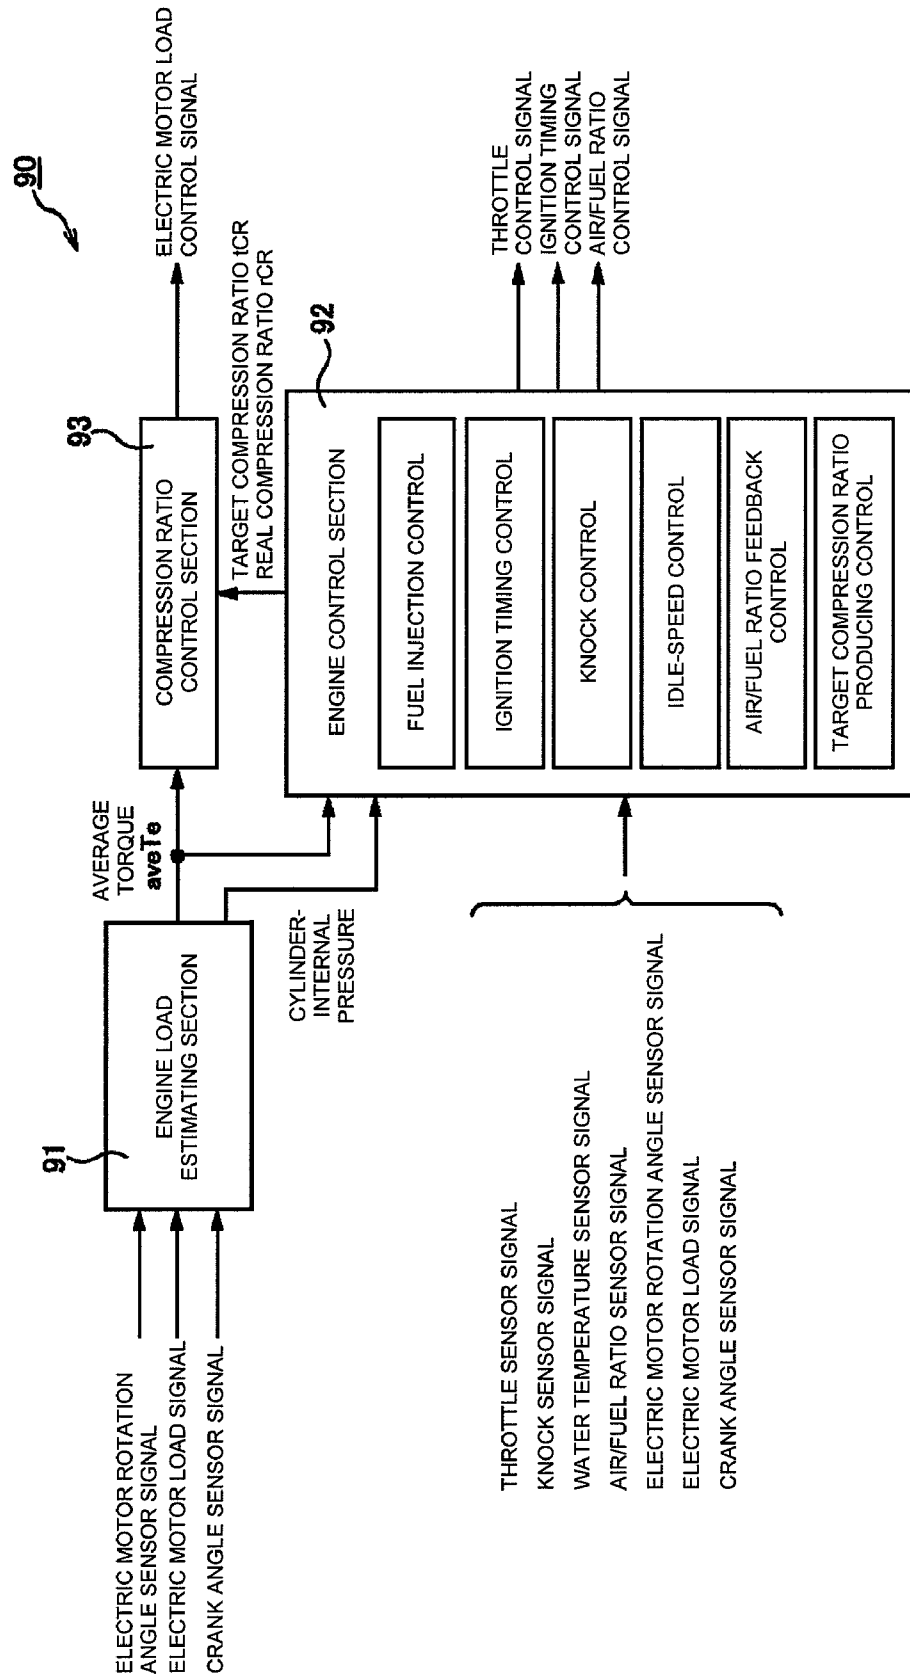 90
ELECTRIC MOTOR ROTATION
ANGLE SENSOR SIGNAL
ELECTRIC MOTOR LOAD SIGNAL
CRANK ANGLE SENSOR SIGNAL
91
ENGINE LOAD
ESTIMATING SECTION
AVERAGE
TORQUE
aveTe
CYLINDER-
INTERNAL
PRESSURE
93
COMPRESSION RATIO
CONTROL SECTION
ELECTRIC MOTOR LOAD
CONTROL SIGNAL
TARGET COMPRESSION RATIO tCR
REAL COMPRESSION RATIO rCR
92
ENGINE CONTROL SECTION
FUEL INJECTION CONTROL
IGNITION TIMING CONTROL
KNOCK CONTROL
IDLE-SPEED CONTROL
AIR/FUEL RATIO FEEDBACK
CONTROL
TARGET COMPRESSION RATIO
PRODUCING CONTROL
THROTTLE
CONTROL SIGNAL
IGNITION TIMING
CONTROL SIGNAL
AIR/FUEL RATIO
CONTROL SIGNAL
THROTTLE SENSOR SIGNAL
KNOCK SENSOR SIGNAL
WATER TEMPERATURE SENSOR SIGNAL
AIR/FUEL RATIO SENSOR SIGNAL
ELECTRIC MOTOR ROTATION ANGLE SENSOR SIGNAL
ELECTRIC MOTOR LOAD SIGNAL
CRANK ANGLE SENSOR SIGNAL